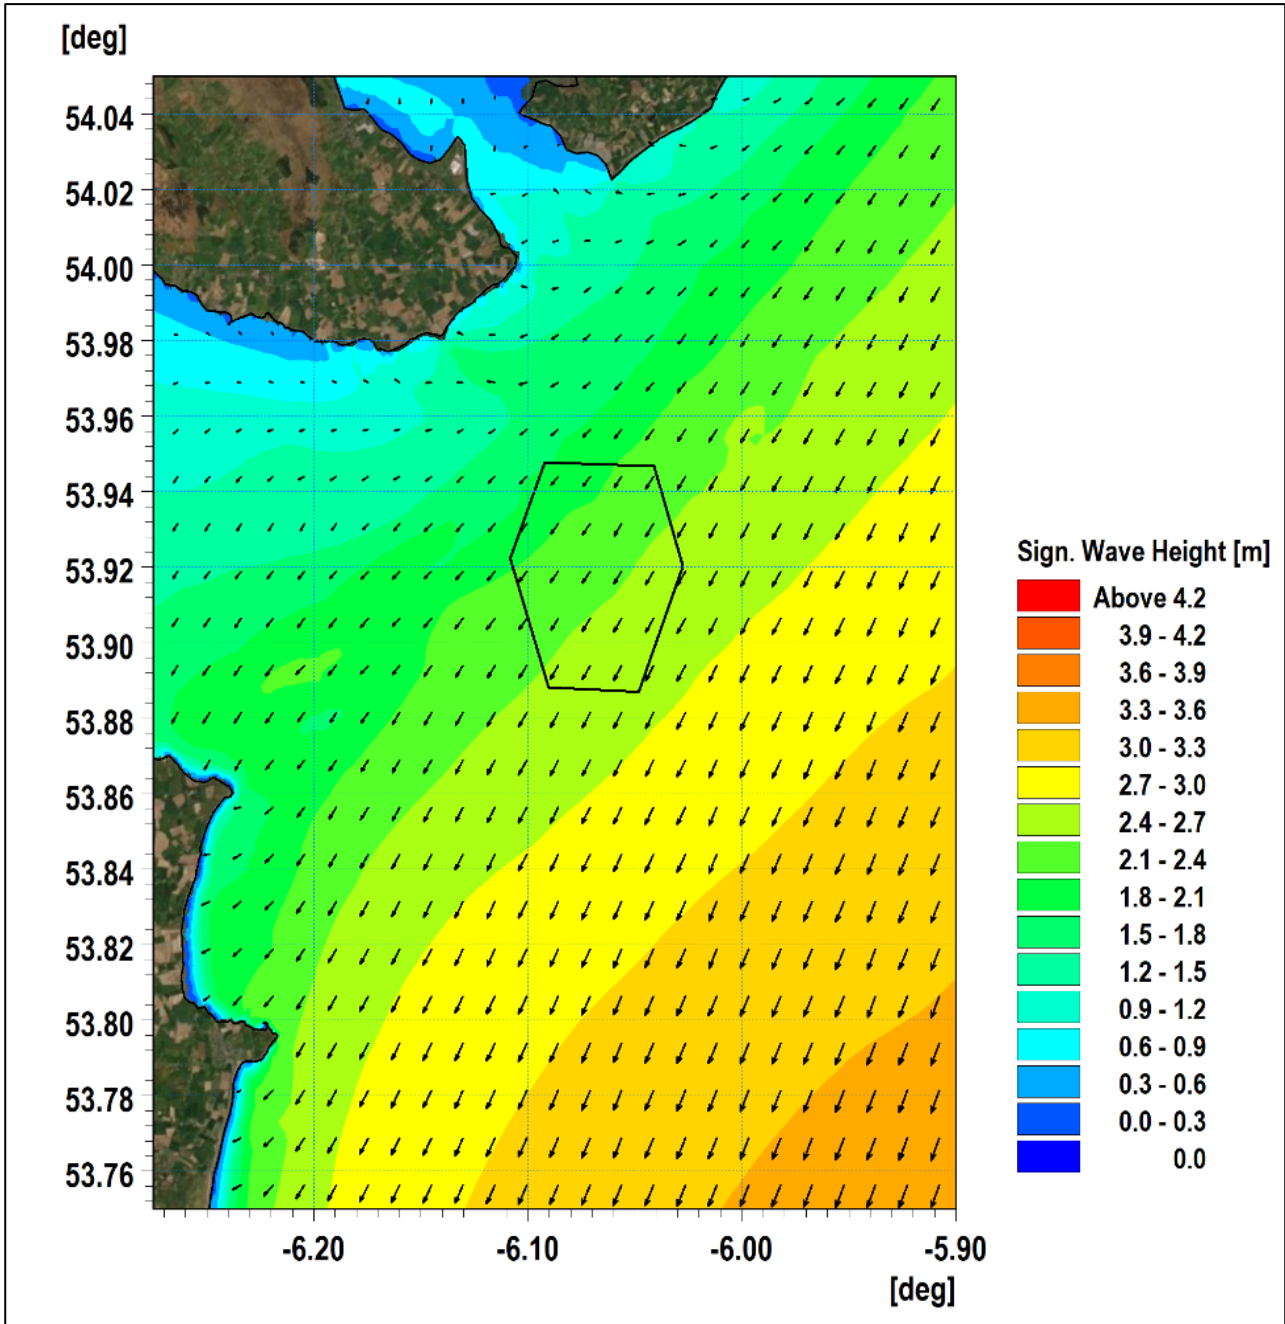 [deg]
54.04
54.02
54.00
53.98
53.96
53.94
53.92
53.90
53.88
53.86
53.84
53.82
53.80
53.78
53.76
-6.20 -6.10 -6.00 -5.90
[deg]
Sign. Wave Height [m]
Above 4.2
3.9 - 4.2
3.6 - 3.9
3.3 - 3.6
3.0 - 3.3
2.7 - 3.0
2.4 - 2.7
2.1 - 2.4
1.8 - 2.1
1.5 - 1.8
1.2 - 1.5
0.9 - 1.2
0.6 - 0.9
0.3 - 0.6
0.0 - 0.3
0.0